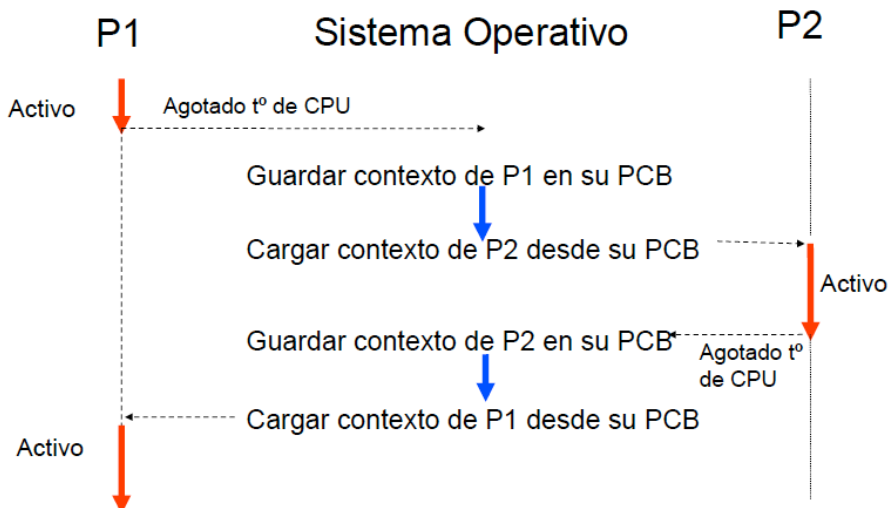 P1
Sistema Operativo
P2
Activo
Agotado tº de CPU
Guardar contexto de P1 en su PCB
Cargar contexto de P2 desde su PCB
Activo
Guardar contexto de P2 en su PCB
Agotado tº
de CPU
Cargar contexto de P1 desde su PCB
Activo